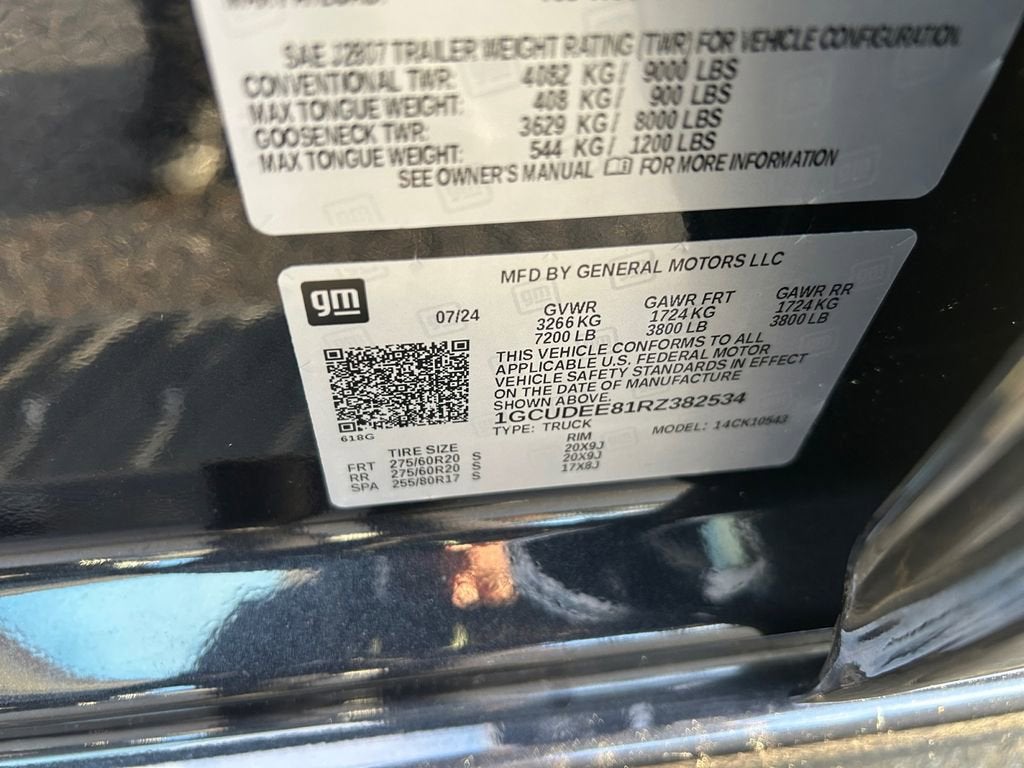 SAE J2807 TRAILER WEIGHT RATING (TWR) FOR VEHICLE CONFIGURATION
CONVENTIONAL TWR: 4082 KG/ 9000 LBS
MAX TONGUE WEIGHT: 408 KG/ 900 LBS
GOOSENECK TWR: 3629 KG/ 8000 LBS
MAX TONGUE WEIGHT: 544 KG/ 1200 LBS
SEE OWNER'S MANUAL FOR MORE INFORMATION
gm
MFD BY GENERAL MOTORS LLC
07/24
GVWR GAWR FRT GAWR RR
3266 KG 1724 KG 1724 KG
7200 LB 3800 LB 3800 LB
THIS VEHICLE CONFORMS TO ALL
APPLICABLE U.S. FEDERAL MOTOR
VEHICLE SAFETY STANDARDS IN EFFECT
ON THE DATE OF MANUFACTURE
SHOWN ABOVE.
1GCUDEE81RZ382534
TYPE: TRUCK MODEL: 14CK10543
618G
TIRE SIZE RIM
FRT 275/60R20 S 20X9J
RR 275/60R20 S 20X9J
SPA 255/80R17 S 17X8J